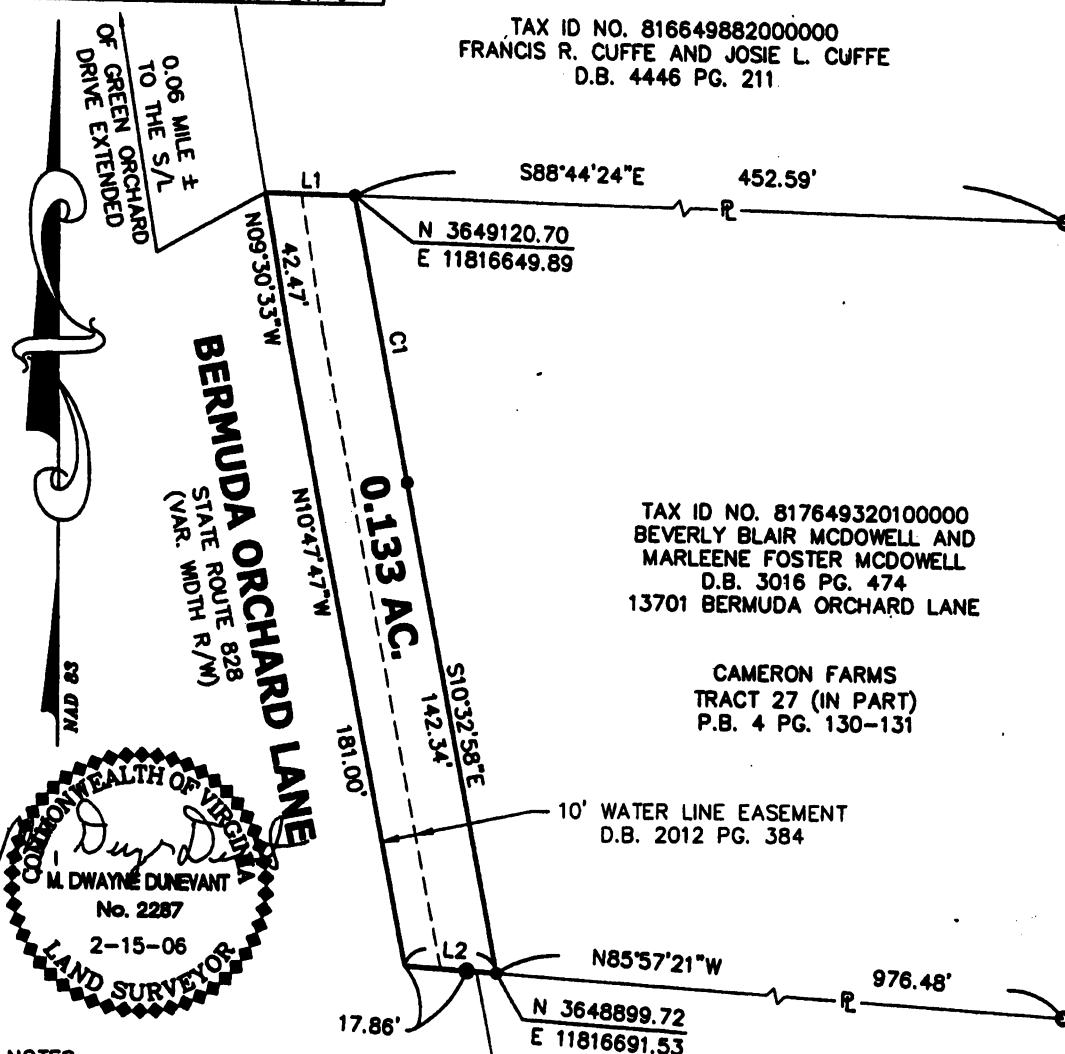 TAX ID NO. 816649882000000
FRANCIS R. CUFFE AND JOSIE L. CUFFE
D.B. 4446 PG. 211
0.06 MILE ±
TO THE S/L
OF GREEN ORCHARD
DRIVE EXTENDED
L1
S88°44'24"E 452.59'
N 3649120.70
E 11816649.89
N09°30'33"W
42.47'
C1
BERMUDA ORCHARD LANE
STATE ROUTE 828
(VAR. WIDTH R/W)
N10°47'47"W
181.00'
0.133 AC.
S10°32'58"E
142.34'
TAX ID NO. 817649320100000
BEVERLY BLAIR MCDOWELL AND
MARLEENE FOSTER MCDOWELL
D.B. 3016 PG. 474
13701 BERMUDA ORCHARD LANE
CAMERON FARMS
TRACT 27 (IN PART)
P.B. 4 PG. 130-131
NAD 83
10' WATER LINE EASEMENT
D.B. 2012 PG. 384
COMMONWEALTH OF VIRGINIA
M. DWAYNE DUNEVANT
No. 2287
2-15-06
LAND SURVEYOR
L2
N85°57'21"W 976.48'
17.86'
N 3648899.72
E 11816691.53